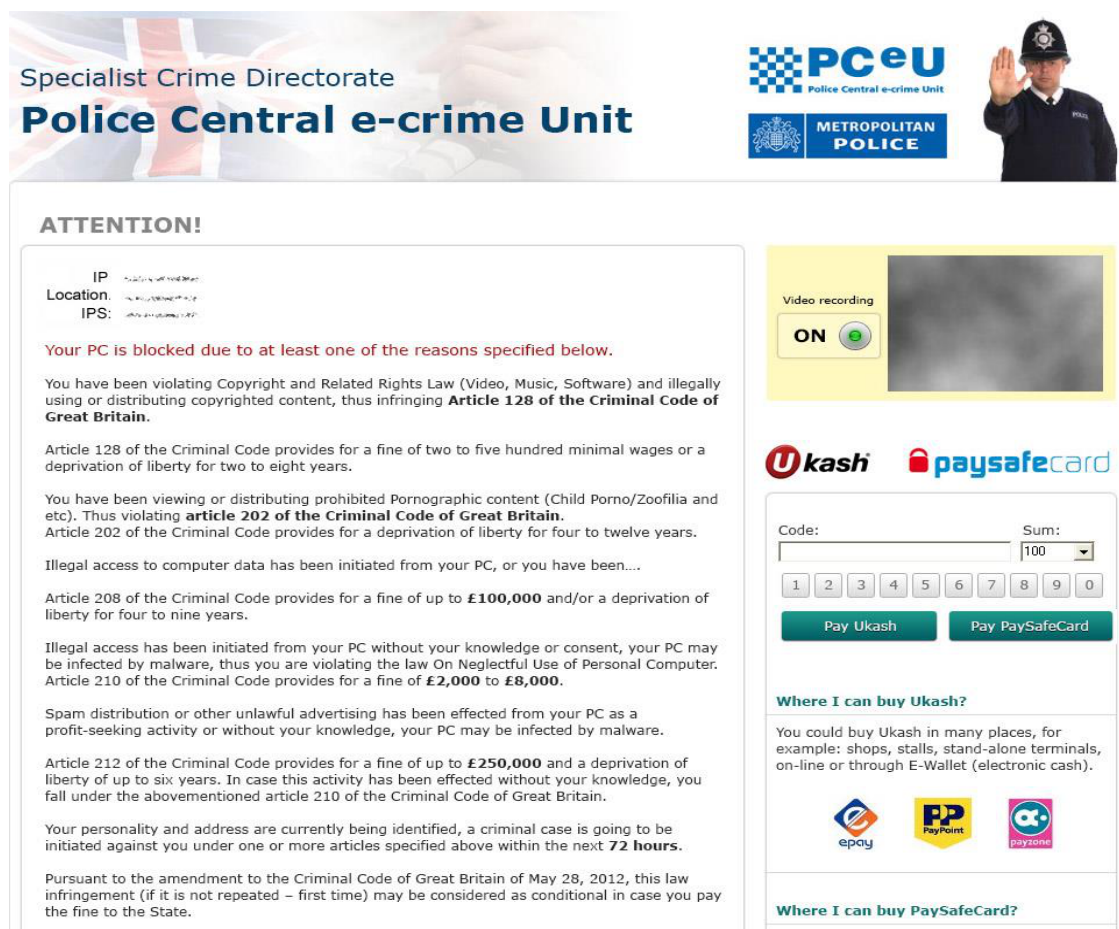 Specialist Crime Directorate
Police Central e-crime Unit
PCeU
Police Central e-crime Unit
METROPOLITAN
POLICE
POLICE
ATTENTION!
IP
Location.
IPS:
Your PC is blocked due to at least one of the reasons specified below.
You have been violating Copyright and Related Rights Law (Video, Music, Software) and illegally
using or distributing copyrighted content, thus infringing Article 128 of the Criminal Code of
Great Britain.
Article 128 of the Criminal Code provides for a fine of two to five hundred minimal wages or a
deprivation of liberty for two to eight years.
You have been viewing or distributing prohibited Pornographic content (Child Porno/Zoofilia and
etc). Thus violating article 202 of the Criminal Code of Great Britain.
Article 202 of the Criminal Code provides for a deprivation of liberty for four to twelve years.
Illegal access to computer data has been initiated from your PC, or you have been....
Article 208 of the Criminal Code provides for a fine of up to £100,000 and/or a deprivation of
liberty for four to nine years.
Illegal access has been initiated from your PC without your knowledge or consent, your PC may
be infected by malware, thus you are violating the law On Neglectful Use of Personal Computer.
Article 210 of the Criminal Code provides for a fine of £2,000 to £8,000.
Spam distribution or other unlawful advertising has been effected from your PC as a
profit-seeking activity or without your knowledge, your PC may be infected by malware.
Article 212 of the Criminal Code provides for a fine of up to £250,000 and a deprivation of
liberty of up to six years. In case this activity has been effected without your knowledge, you
fall under the abovementioned article 210 of the Criminal Code of Great Britain.
Your personality and address are currently being identified, a criminal case is going to be
initiated against you under one or more articles specified above within the next 72 hours.
Pursuant to the amendment to the Criminal Code of Great Britain of May 28, 2012, this law
infringement (if it is not repeated – first time) may be considered as conditional in case you pay
the fine to the State.
Video recording
ON
Ukash
paysafecard
Code:
Sum:
100
1 2 3 4 5 6 7 8 9 0
Pay Ukash
Pay PaySafeCard
Where I can buy Ukash?
You could buy Ukash in many places, for
example: shops, stalls, stand-alone terminals,
on-line or through E-Wallet (electronic cash).
epay
PP
PayPoint
payzone
Where I can buy PaySafeCard?